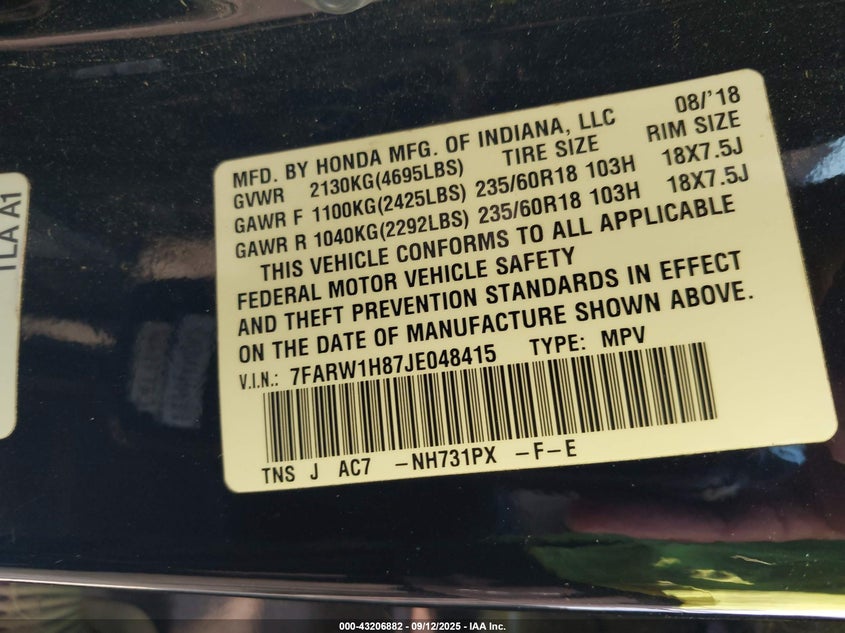 08/'18
MFD. BY HONDA MFG. OF INDIANA, LLC
GVWR 2130KG(4695LBS) TIRE SIZE RIM SIZE
GAWR F 1100KG(2425LBS) 235/60R18 103H 18X7.5J
GAWR R 1040KG(2292LBS) 235/60R18 103H 18X7.5J
THIS VEHICLE CONFORMS TO ALL APPLICABLE
FEDERAL MOTOR VEHICLE SAFETY
AND THEFT PREVENTION STANDARDS IN EFFECT
ON THE DATE OF MANUFACTURE SHOWN ABOVE.
V.I.N.: 7FARW1H87JE048415 TYPE: MPV
TNS J AC7 -NH731PX -F-E
TLA A1
000-43206882 - 09/12/2025 - IAA Inc.